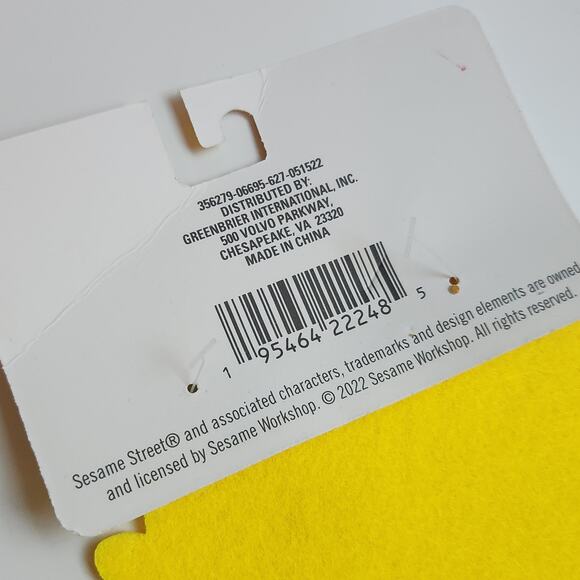 356279-06695-627-051522
DISTRIBUTED BY:
GREENBRIER INTERNATIONAL, INC.
500 VOLVO PARKWAY,
CHESAPEAKE, VA 23320
MADE IN CHINA
1 95464 22248 5
Sesame Street® and associated characters, trademarks and design elements are owned
and licensed by Sesame Workshop. © 2022 Sesame Workshop. All rights reserved.